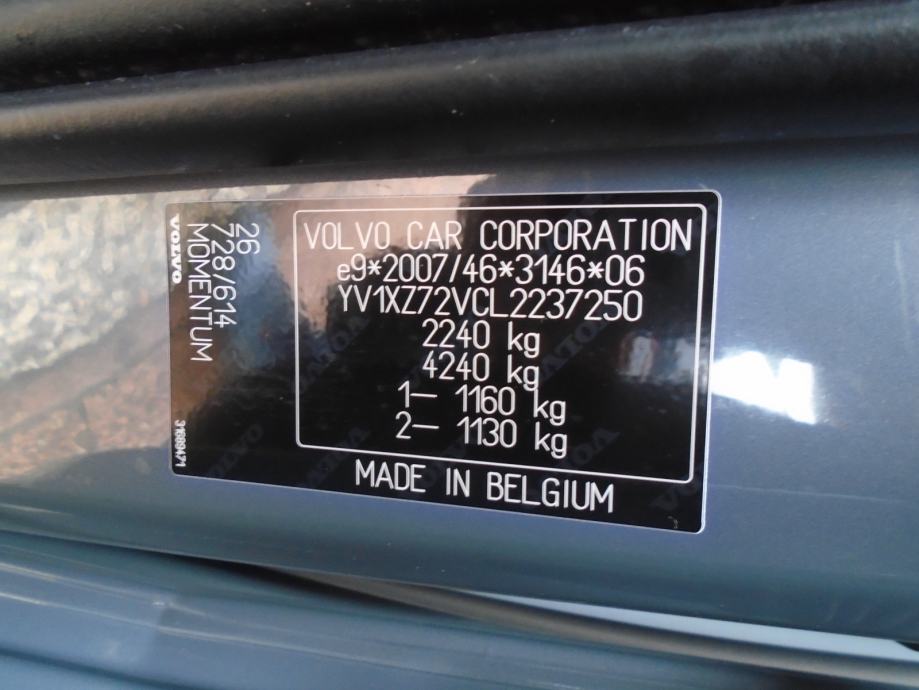 VOLVO
26
728/614
MOMENTUM
31689471
VOLVO CAR CORPORATION
e9*2007/46*3146*06
YV1XZ72VCL2237250
2240 kg
4240 kg
1— 1160 kg
2— 1130 kg
MADE IN BELGIUM